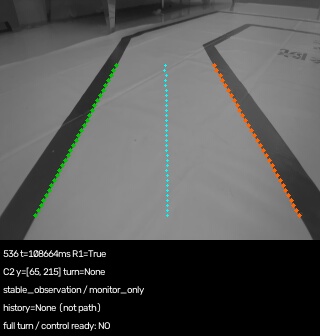 536 t=108664ms R1=True
C2 y=[65, 215] turn=None
stable_observation / monitor_only
history=None (not path)
full turn / control ready: NO